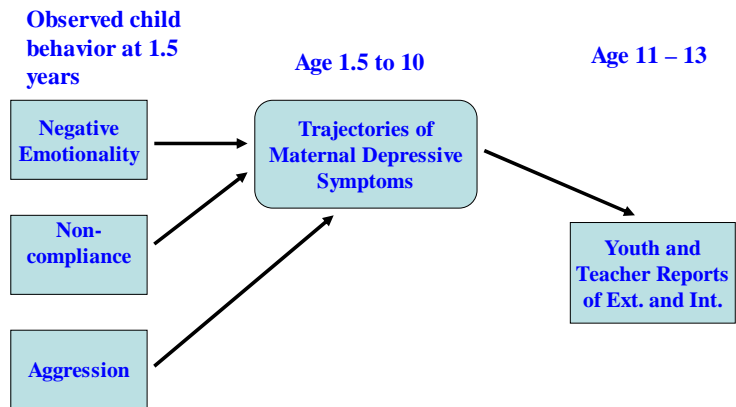 Observed child
behavior at 1.5
years
Age 1.5 to 10
Age 11 – 13
Negative
Emotionality
Trajectories of
Maternal Depressive
Symptoms
Non-
compliance
Youth and
Teacher Reports
of Ext. and Int.
Aggression